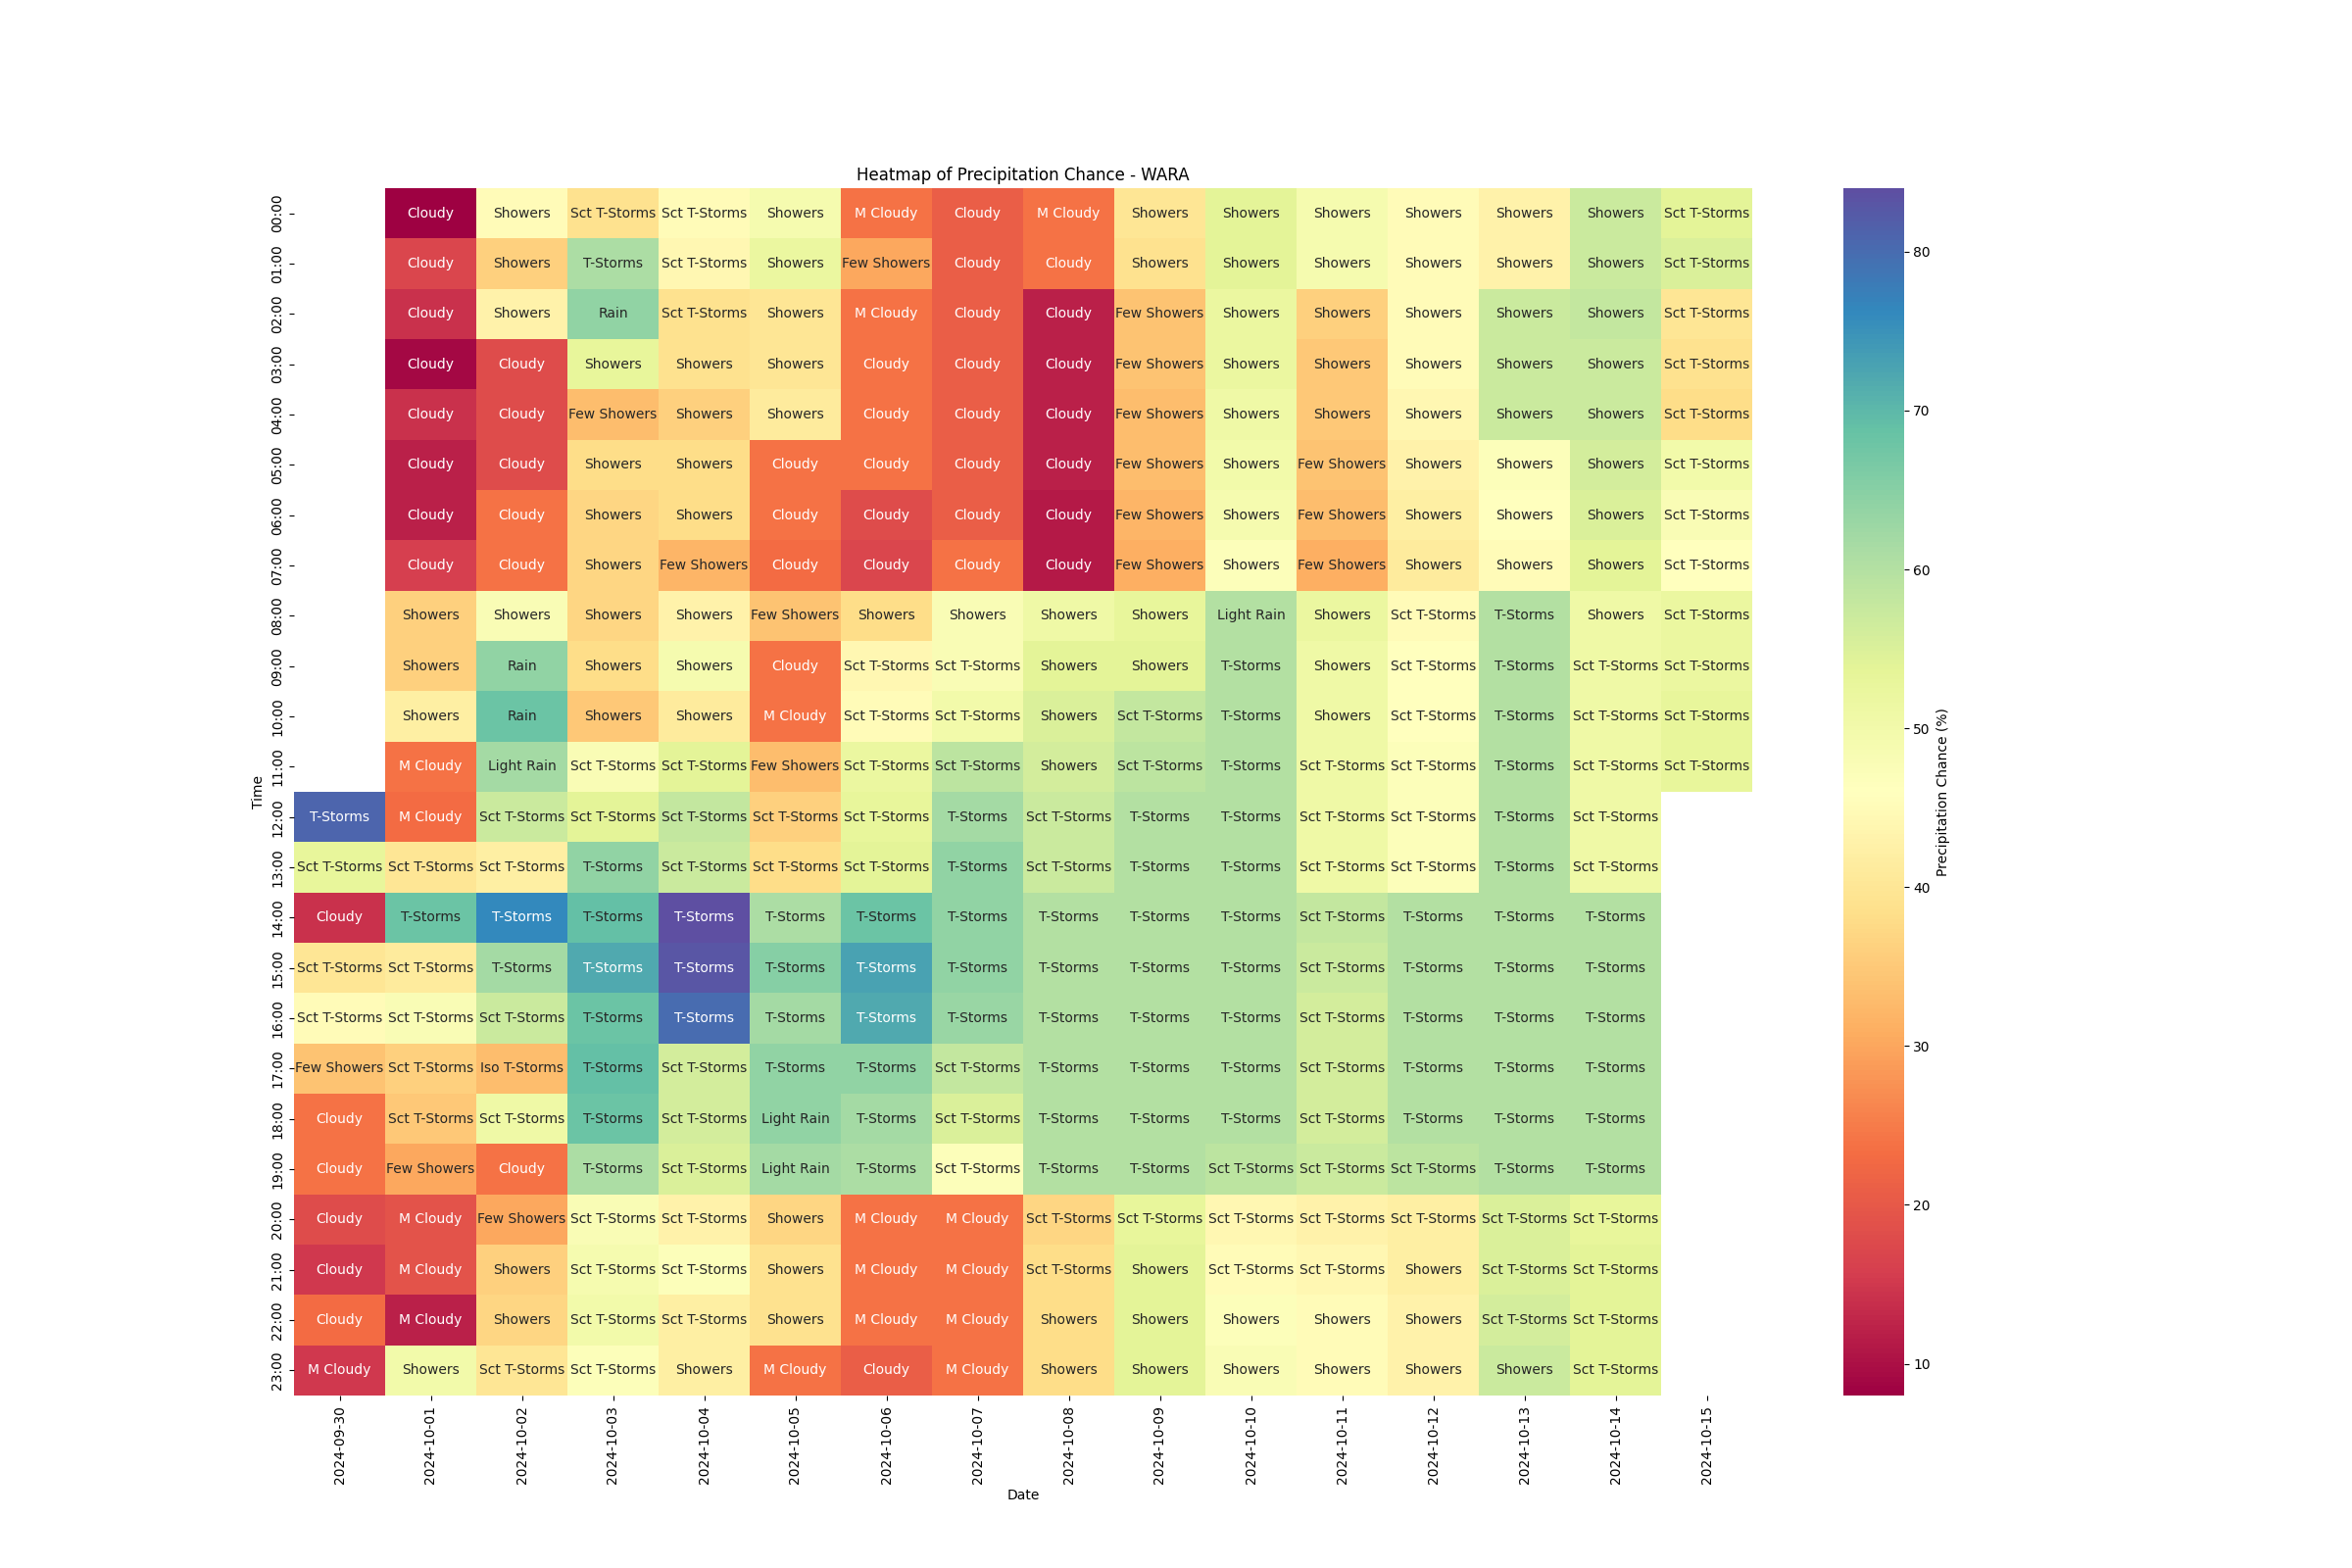 Heatmap of Precipitation Chance - WARA
00:00 Cloudy Showers Sct T-Storms Sct T-Storms Showers M Cloudy Cloudy M Cloudy Showers Showers Showers Showers Showers Showers Sct T-Storms
01:00 Cloudy Showers T-Storms Sct T-Storms Showers Few Showers Cloudy Cloudy Showers Showers Showers Showers Showers Showers Sct T-Storms
02:00 Cloudy Showers Rain Sct T-Storms Showers M Cloudy Cloudy Cloudy Few Showers Showers Showers Showers Showers Showers Sct T-Storms
03:00 Cloudy Cloudy Showers Showers Showers Cloudy Cloudy Cloudy Few Showers Showers Showers Showers Showers Showers Sct T-Storms
04:00 Cloudy Cloudy Few Showers Showers Showers Cloudy Cloudy Cloudy Few Showers Showers Showers Showers Showers Showers Sct T-Storms
05:00 Cloudy Cloudy Showers Showers Cloudy Cloudy Cloudy Cloudy Few Showers Showers Few Showers Showers Showers Showers Sct T-Storms
06:00 Cloudy Cloudy Showers Showers Cloudy Cloudy Cloudy Cloudy Few Showers Showers Few Showers Showers Showers Showers Sct T-Storms
07:00 Cloudy Cloudy Showers Few Showers Cloudy Cloudy Cloudy Cloudy Few Showers Showers Few Showers Showers Showers Showers Sct T-Storms
08:00 Showers Showers Showers Showers Few Showers Showers Showers Showers Showers Light Rain Showers Sct T-Storms T-Storms Showers Sct T-Storms
09:00 Showers Rain Showers Showers Cloudy Sct T-Storms Sct T-Storms Showers Showers T-Storms Showers Sct T-Storms T-Storms Sct T-Storms Sct T-Storms
10:00 Showers Rain Showers Showers M Cloudy Sct T-Storms Sct T-Storms Showers Sct T-Storms T-Storms Showers Sct T-Storms T-Storms Sct T-Storms Sct T-Storms
11:00 M Cloudy Light Rain Sct T-Storms Sct T-Storms Few Showers Sct T-Storms Sct T-Storms Showers Sct T-Storms T-Storms Sct T-Storms Sct T-Storms T-Storms Sct T-Storms Sct T-Storms
Time
12:00 T-Storms M Cloudy Sct T-Storms Sct T-Storms Sct T-Storms Sct T-Storms Sct T-Storms T-Storms Sct T-Storms T-Storms T-Storms Sct T-Storms Sct T-Storms T-Storms Sct T-Storms
13:00 Sct T-Storms Sct T-Storms Sct T-Storms T-Storms Sct T-Storms Sct T-Storms Sct T-Storms T-Storms Sct T-Storms T-Storms T-Storms Sct T-Storms Sct T-Storms T-Storms Sct T-Storms
14:00 Cloudy T-Storms T-Storms T-Storms T-Storms T-Storms T-Storms T-Storms T-Storms T-Storms T-Storms Sct T-Storms T-Storms T-Storms T-Storms
15:00 Sct T-Storms Sct T-Storms T-Storms T-Storms T-Storms T-Storms T-Storms T-Storms T-Storms T-Storms T-Storms Sct T-Storms T-Storms T-Storms T-Storms
16:00 Sct T-Storms Sct T-Storms Sct T-Storms T-Storms T-Storms T-Storms T-Storms T-Storms T-Storms T-Storms T-Storms Sct T-Storms T-Storms T-Storms T-Storms
17:00 Few Showers Sct T-Storms Iso T-Storms T-Storms Sct T-Storms T-Storms T-Storms Sct T-Storms T-Storms T-Storms T-Storms Sct T-Storms T-Storms T-Storms T-Storms
18:00 Cloudy Sct T-Storms Sct T-Storms T-Storms Sct T-Storms Light Rain T-Storms Sct T-Storms T-Storms T-Storms T-Storms Sct T-Storms T-Storms T-Storms T-Storms
19:00 Cloudy Few Showers Cloudy T-Storms Sct T-Storms Light Rain T-Storms Sct T-Storms T-Storms T-Storms Sct T-Storms Sct T-Storms Sct T-Storms T-Storms T-Storms
20:00 Cloudy M Cloudy Few Showers Sct T-Storms Sct T-Storms Showers M Cloudy M Cloudy Sct T-Storms Sct T-Storms Sct T-Storms Sct T-Storms Sct T-Storms Sct T-Storms Sct T-Storms
21:00 Cloudy M Cloudy Showers Sct T-Storms Sct T-Storms Showers M Cloudy M Cloudy Sct T-Storms Showers Sct T-Storms Sct T-Storms Showers Sct T-Storms Sct T-Storms
22:00 Cloudy M Cloudy Showers Sct T-Storms Sct T-Storms Showers M Cloudy M Cloudy Showers Showers Showers Showers Showers Sct T-Storms Sct T-Storms
23:00 M Cloudy Showers Sct T-Storms Sct T-Storms Showers M Cloudy Cloudy M Cloudy Showers Showers Showers Showers Showers Showers Sct T-Storms
2024-09-30 2024-10-01 2024-10-02 2024-10-03 2024-10-04 2024-10-05 2024-10-06 2024-10-07 2024-10-08 2024-10-09 2024-10-10 2024-10-11 2024-10-12 2024-10-13 2024-10-14 2024-10-15
Date
80
70
60
50
40
30
20
10
Precipitation Chance (%)